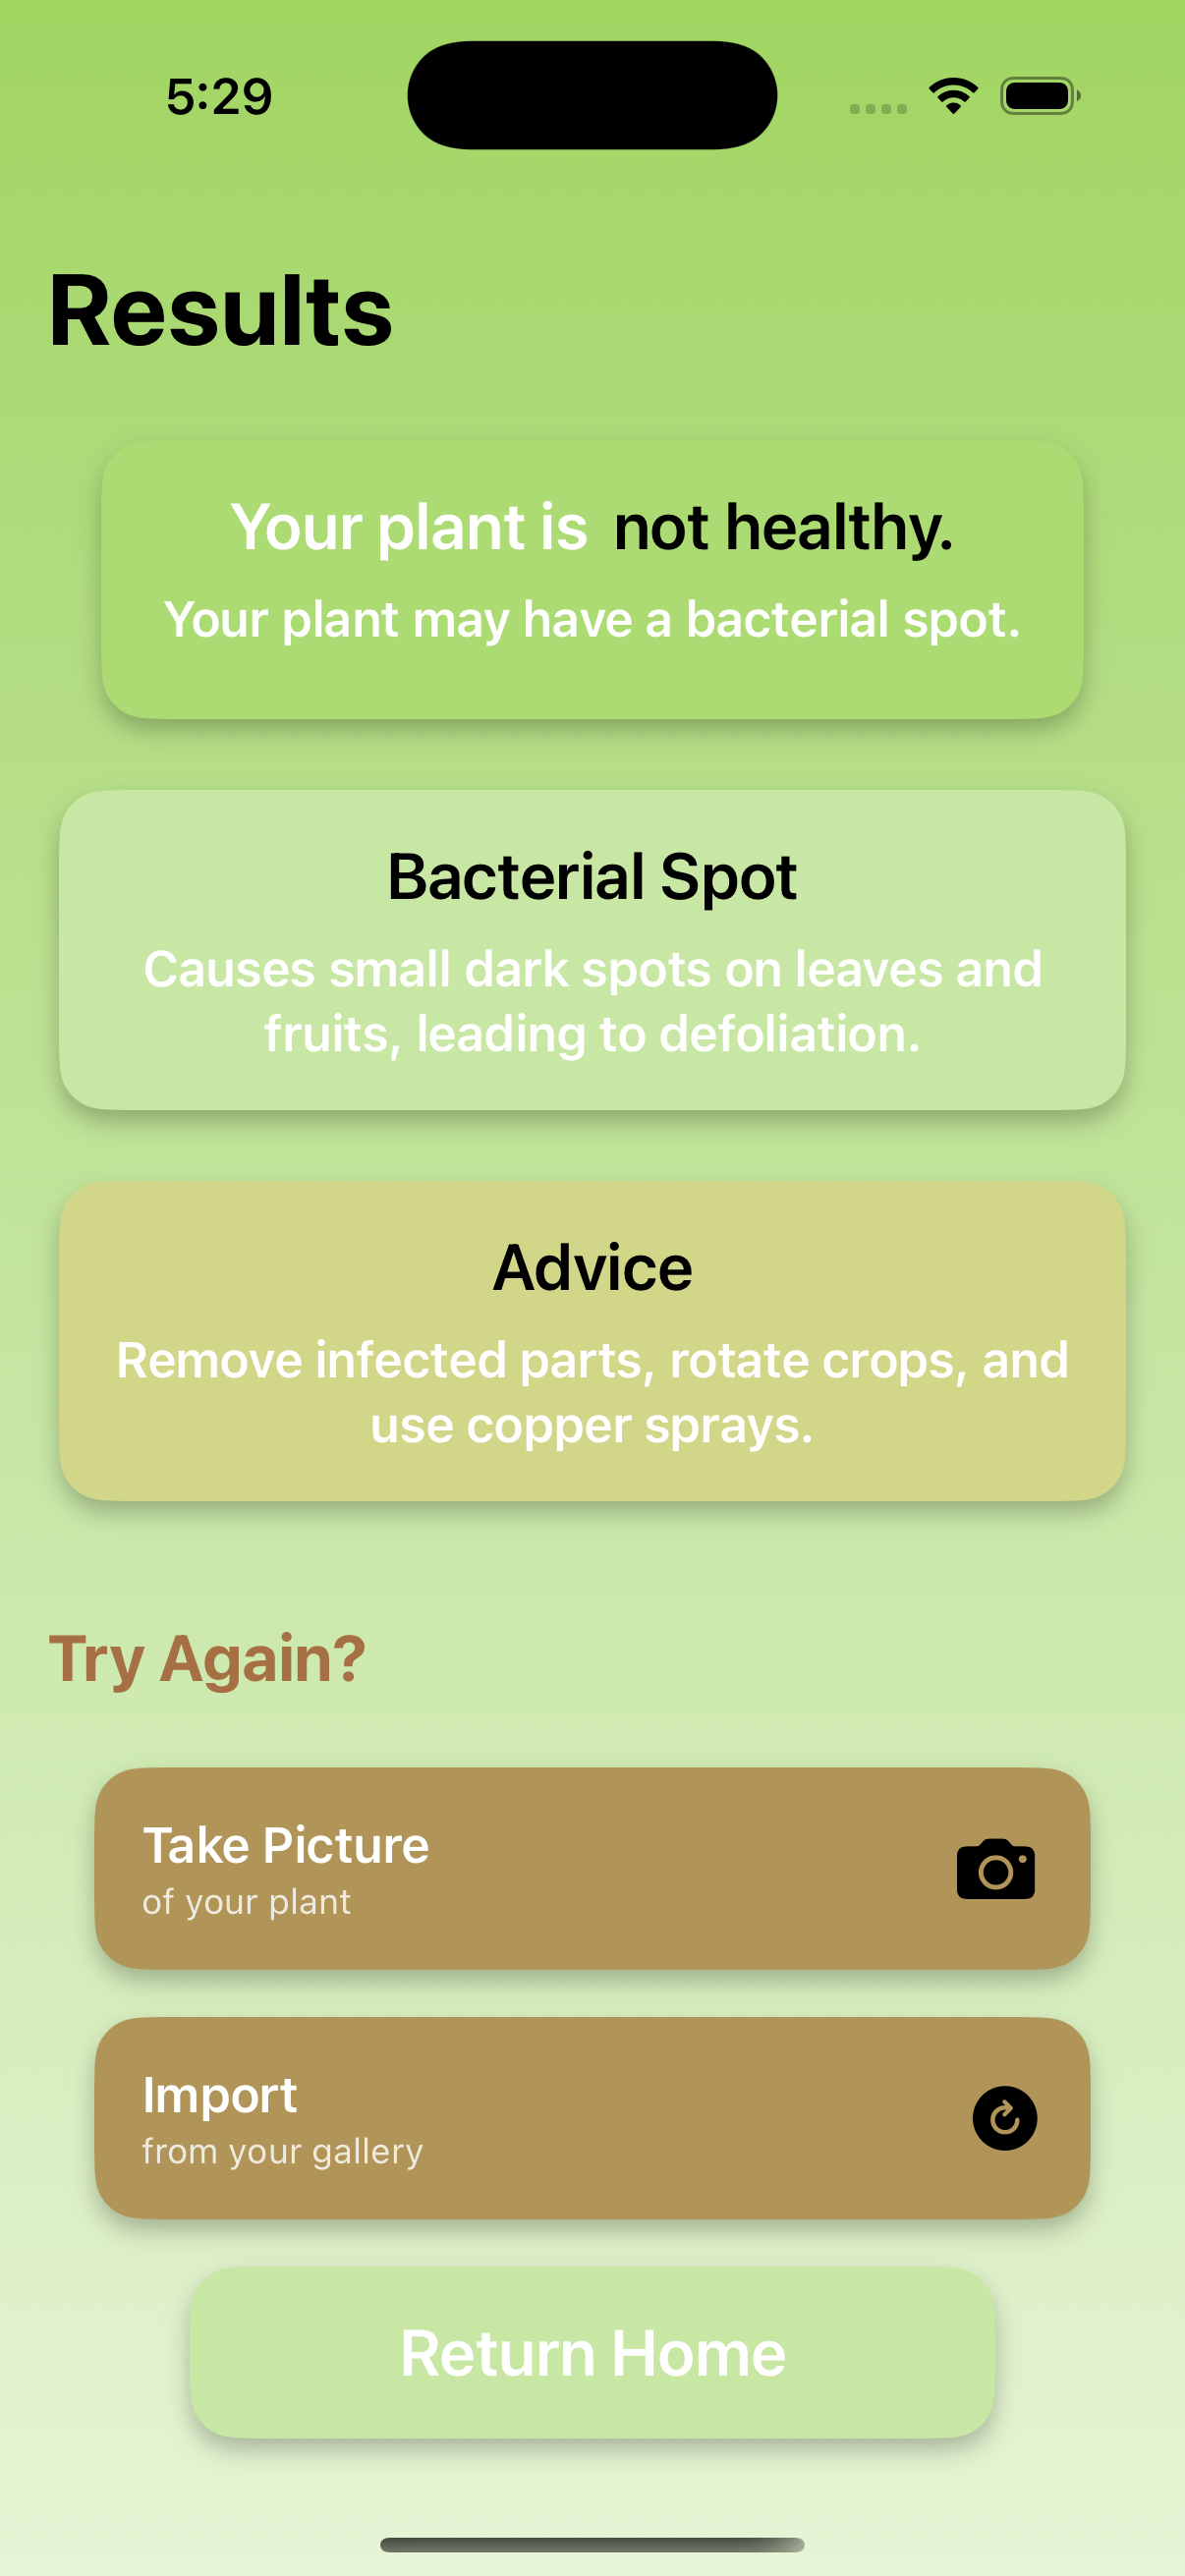 5:29
Results
Your plant is not healthy.
Your plant may have a bacterial spot.
Bacterial Spot
Causes small dark spots on leaves and
fruits, leading to defoliation.
Advice
Remove infected parts, rotate crops, and
use copper sprays.
Try Again?
Take Picture
of your plant
Import
from your gallery
Return Home